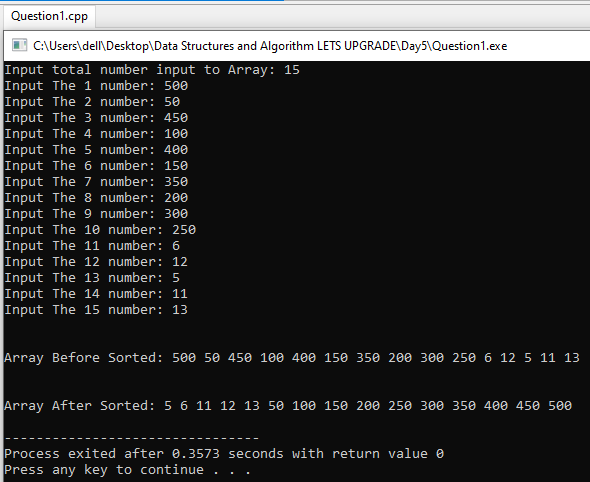 Question1.cpp
C:\Users\dell\Desktop\Data Structures and Algorithm LETS UPGRADE\Day5\Question1.exe
Input total number input to Array: 15
Input The 1 number: 500
Input The 2 number: 50
Input The 3 number: 450
Input The 4 number: 100
Input The 5 number: 400
Input The 6 number: 150
Input The 7 number: 350
Input The 8 number: 200
Input The 9 number: 300
Input The 10 number: 250
Input The 11 number: 6
Input The 12 number: 12
Input The 13 number: 5
Input The 14 number: 11
Input The 15 number: 13
Array Before Sorted: 500 50 450 100 400 150 350 200 300 250 6 12 5 11 13
Array After Sorted: 5 6 11 12 13 50 100 150 200 250 300 350 400 450 500
--------------------------------
Process exited after 0.3573 seconds with return value 0
Press any key to continue . . .